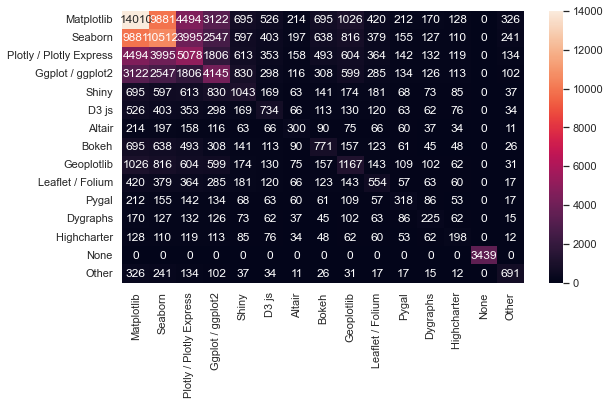 Matplotlib 14010 9881 4494 3122 695 526 214 695 1026 420 212 170 128 0 326
Seaborn 9881 10512 3995 2547 597 403 197 638 816 379 155 127 110 0 241
Plotly / Plotly Express 4494 3995 5078 1806 613 353 158 493 604 364 142 132 119 0 134
Ggplot / ggplot2 3122 2547 1806 4145 830 298 116 308 599 285 134 126 113 0 102
Shiny 695 597 613 830 1043 169 63 141 174 181 68 73 85 0 37
D3 js 526 403 353 298 169 734 66 113 130 120 63 62 76 0 34
Altair 214 197 158 116 63 66 300 90 75 66 60 37 34 0 11
Bokeh 695 638 493 308 141 113 90 771 157 123 61 45 48 0 26
Geoplotlib 1026 816 604 599 174 130 75 157 1167 143 109 102 62 0 31
Leaflet / Folium 420 379 364 285 181 120 66 123 143 554 57 63 60 0 17
Pygal 212 155 142 134 68 63 60 61 109 57 318 86 53 0 17
Dygraphs 170 127 132 126 73 62 37 45 102 63 86 225 62 0 15
Highcharter 128 110 119 113 85 76 34 48 62 60 53 62 198 0 12
None 0 0 0 0 0 0 0 0 0 0 0 0 0 3439 0
Other 326 241 134 102 37 34 11 26 31 17 17 15 12 0 691
Matplotlib
Seaborn
Plotly / Plotly Express
Ggplot / ggplot2
Shiny
D3 js
Altair
Bokeh
Geoplotlib
Leaflet / Folium
Pygal
Dygraphs
Highcharter
None
Other
14000
12000
10000
8000
6000
4000
2000
0